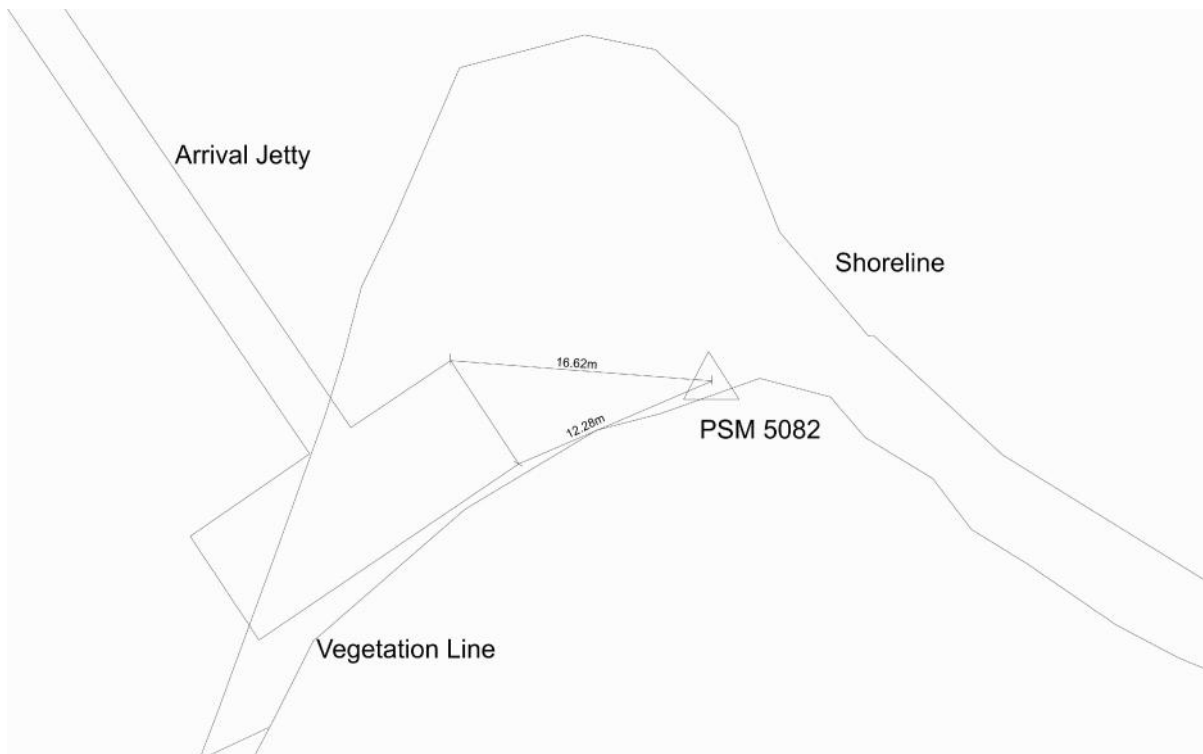 Arrival Jetty
Shoreline
16.62m
12.28m
PSM 5082
Vegetation Line